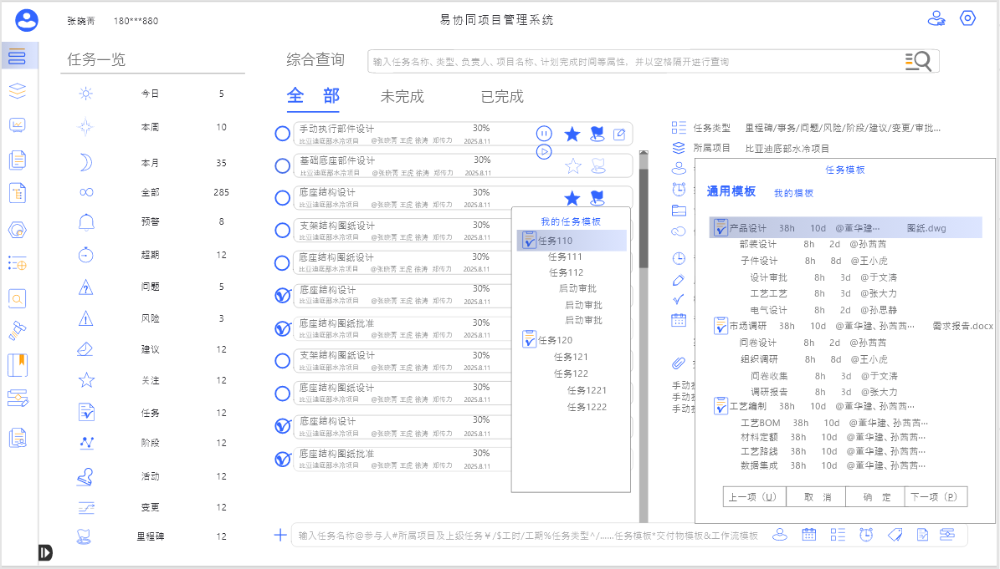 张晓菁 180***880
易协同项目管理系统
任务一览
今日 5
本周 10
本月 35
全部 285
预警 8
超期 12
问题 5
风险 3
建议 12
关注 12
任务 12
阶段 12
活动 12
变更 12
里程碑 12
综合查询
输入任务名称、类型、负责人、项目名称、计划完成时间等属性，并以空格隔开进行查询
全 部 未完成 已完成
手动执行部件设计 30%
比亚迪底部水冷项目 @张晓菁 王虎 徐涛 郑传力 2025.8.11
基础底座部件设计 30%
比亚迪底部水冷项目 @张晓菁 王虎 徐涛 郑传力 2025.8.11
底座结构设计 30%
比亚迪底部水冷项目 @张晓菁 王虎 徐涛 郑传力 2025.8.11
支架结构图纸设计 30%
比亚迪底部水冷项目 @张晓菁 王虎 徐涛 郑传力 2025.8.11
底座结构图纸设计 30%
比亚迪底部水冷项目 @张晓菁 王虎 徐涛 郑传力 2025.8.11
底座结构设计 30%
比亚迪底部水冷项目 @张晓菁 王虎 徐涛 郑传力 2025.8.11
底座结构图纸批准 30%
比亚迪底部水冷项目 @张晓菁 王虎 徐涛 郑传力 2025.8.11
支架结构图纸设计 30%
比亚迪底部水冷项目 @张晓菁 王虎 徐涛 郑传力 2025.8.11
底座结构图纸设计 30%
比亚迪底部水冷项目 @张晓菁 王虎 徐涛 郑传力 2025.8.11
底座结构设计 30%
比亚迪底部水冷项目 @张晓菁 王虎 徐涛 郑传力 2025.8.11
底座结构图纸批准 30%
比亚迪底部水冷项目 @张晓菁 王虎 徐涛 郑传力 2025.8.11
我的任务模板
任务110
任务111
任务112
启动审批
启动审批
启动审批
任务120
任务121
任务122
任务1221
任务1222
任务类型 里程碑/事务/问题/风险/阶段/建议/变更/审批...
所属项目 比亚迪底部水冷项目
手动
手动
手动
任务模板
通用模板 我的模板
产品设计 38h 10d @董华建... 图纸.dwg
部装设计 8h 2d @孙茜茜
子件设计 8h 8d @王小虎
设计审批 8h 3d @于文涛
工艺工艺 8h 3d @张大力
电气设计 8h 2d @孙思静
市场调研 38h 10d @董华建、孙茜茜... 需求报告.docx
问卷设计 8h 2d @孙茜茜
组织调研 8h 8d @王小虎
问卷收集 8h 3d @于文涛
调研报告 8h 3d @张大力
工艺编制 38h 10d @董华建、孙茜茜...
工艺BOM 38h 10d @董华建、孙茜茜...
材料定额 38h 10d @董华建、孙茜茜...
工艺路线 38h 10d @董华建、孙茜茜...
数据集成 38h 10d @董华建、孙茜茜...
上一项（U） 取 消 确 定 下一项（P）
输入任务名称@参与人#所属项目及上级任务￥/$工时/工期%任务类型^/......任务模板*交付物模板&工作流模板